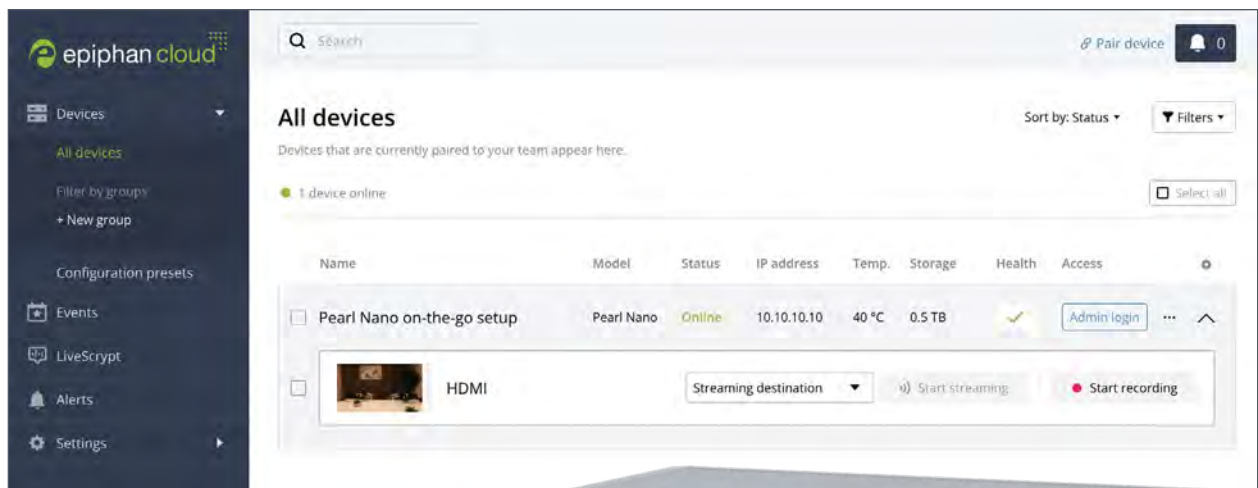 epiphan cloud
Search
Pair device
0
Devices
All devices
Filter by groups
+ New group
Configuration presets
Events
LiveScrypt
Alerts
Settings
All devices
Sort by: Status
Filters
Devices that are currently paired to your team appear here.
1 device online
Select all
Name Model Status IP address Temp. Storage Health Access
Pearl Nano on-the-go setup Pearl Nano Online 10.10.10.10 40 °C 0.5 TB Admin login ...
HDMI Streaming destination Start streaming Start recording